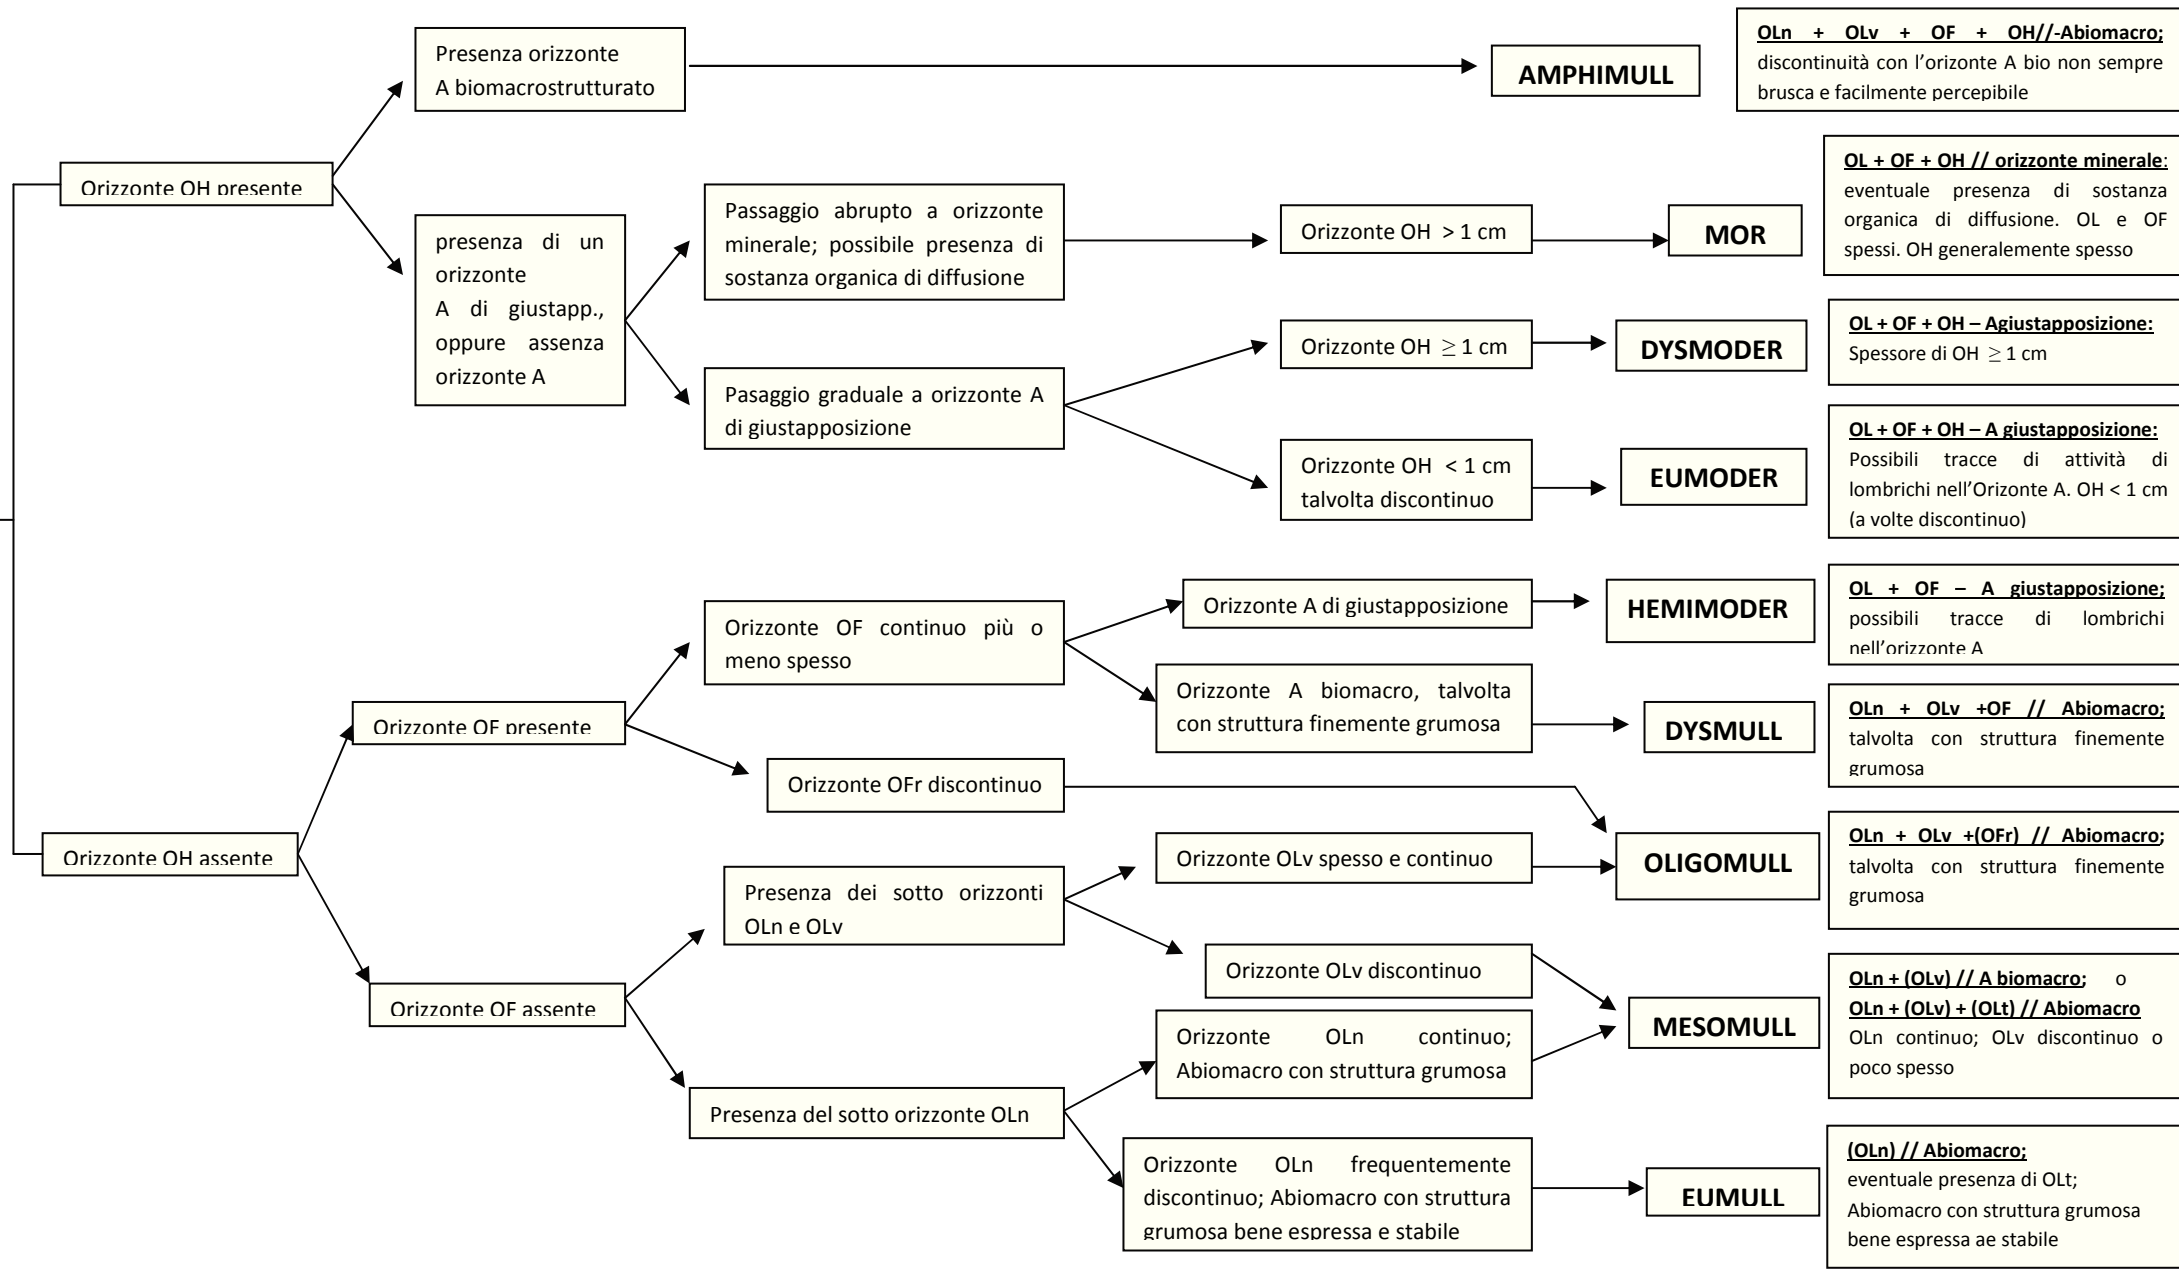 Presenza orizzonte
A biomacrostrutturato
AMPHIMULL
OLn + OLv + OF + OH//-Abiomacro;
discontinuità con l'orizonte A bio non sempre
brusca e facilmente percepibile
Orizzonte OH presente
presenza di un
orizzonte
A di giustapp.,
oppure assenza
orizzonte A
Passaggio abrupto a orizzonte
minerale; possibile presenza di
sostanza organica di diffusione
Orizzonte OH > 1 cm
MOR
OL + OF + OH // orizzonte minerale:
eventuale presenza di sostanza
organica di diffusione. OL e OF
spessi. OH generalemente spesso
Pasaggio graduale a orizzonte A
di giustapposizione
Orizzonte OH ≥ 1 cm
DYSMODER
OL + OF + OH – Agiustapposizione:
Spessore di OH ≥ 1 cm
Orizzonte OH < 1 cm
talvolta discontinuo
EUMODER
OL + OF + OH – A giustapposizione:
Possibili tracce di attività di
lombrichi nell'Orizonte A. OH < 1 cm
(a volte discontinuo)
Orizzonte OH assente
Orizzonte OF presente
Orizzonte OF continuo più o
meno spesso
Orizzonte A di giustapposizione
HEMIMODER
OL + OF – A giustapposizione;
possibili tracce di lombrichi
nell'orizzonte A
Orizzonte A biomacro, talvolta
con struttura finemente grumosa
DYSMULL
OLn + OLv +OF // Abiomacro;
talvolta con struttura finemente
grumosa
Orizzonte OFr discontinuo
OLIGOMULL
OLn + OLv +(OFr) // Abiomacro;
talvolta con struttura finemente
grumosa
Orizzonte OF assente
Presenza dei sotto orizzonti
OLn e OLv
Orizzonte OLv spesso e continuo
Orizzonte OLv discontinuo
MESOMULL
OLn + (OLv) // A biomacro; o
OLn + (OLv) + (OLt) // Abiomacro
OLn continuo; OLv discontinuo o
poco spesso
Presenza del sotto orizzonte OLn
Orizzonte OLn continuo;
Abiomacro con struttura grumosa
Orizzonte OLn frequentemente
discontinuo; Abiomacro con struttura
grumosa bene espressa e stabile
EUMULL
(OLn) // Abiomacro;
eventuale presenza di OLt;
Abiomacro con struttura grumosa
bene espressa ae stabile